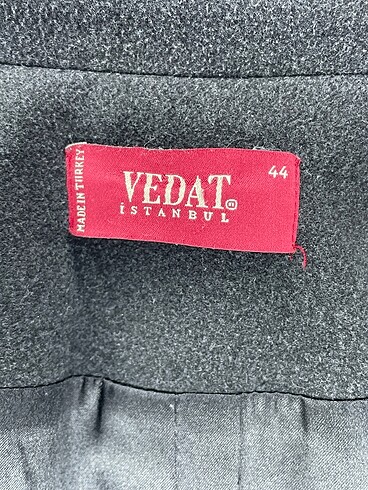 MADE IN TURKEY
44
VEDAT
İSTANBUL